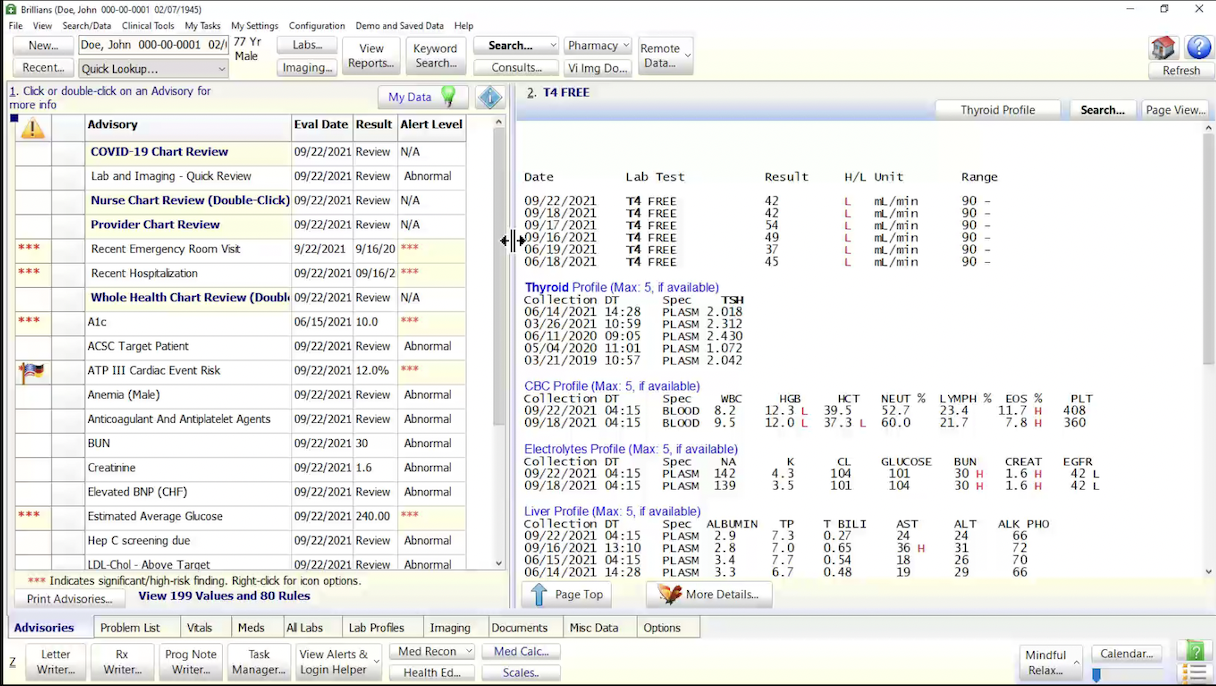 Brillians (Doe, John 000-00-0001 02/07/1945)
File View Search/Data Clinical Tools My Tasks My Settings Configuration Demo and Saved Data Help
New... Doe, John 000-00-0001 02/ 77 Yr Male Labs... View Reports... Keyword Search... Search... Pharmacy Remote Data...
Recent... Quick Lookup... Imaging... Consults... Vi Img Do... Refresh
1. Click or double-click on an Advisory for more info My Data
Advisory Eval Date Result Alert Level
COVID-19 Chart Review 09/22/2021 Review N/A
Lab and Imaging - Quick Review 09/22/2021 Review Abnormal
Nurse Chart Review (Double-Click) 09/22/2021 Review N/A
Provider Chart Review 09/22/2021 Review N/A
*** Recent Emergency Room Visit 9/22/2021 9/16/20 ***
*** Recent Hospitalization 09/22/2021 09/16/2 ***
Whole Health Chart Review (Doubl 09/22/2021 Review N/A
*** A1c 06/15/2021 10.0 ***
ACSC Target Patient 09/22/2021 Review Abnormal
ATP III Cardiac Event Risk 09/22/2021 12.0% ***
Anemia (Male) 09/22/2021 Review Abnormal
Anticoagulant And Antiplatelet Agents 09/22/2021 Review Abnormal
BUN 09/22/2021 30 Abnormal
Creatinine 09/22/2021 1.6 Abnormal
Elevated BNP (CHF) 09/22/2021 Review Abnormal
*** Estimated Average Glucose 09/22/2021 240.00 ***
Hep C screening due 09/22/2021 Review Abnormal
LDL-Chol - Above Target 09/22/2021 Review Abnormal
*** Indicates significant/high-risk finding. Right-click for icon options.
Print Advisories... View 199 Values and 80 Rules
2. T4 FREE
Thyroid Profile Search... Page View...
Date Lab Test Result H/L Unit Range
09/22/2021 T4 FREE 42 L mL/min 90 -
09/18/2021 T4 FREE 42 L mL/min 90 -
09/17/2021 T4 FREE 54 L mL/min 90 -
09/16/2021 T4 FREE 49 L mL/min 90 -
06/19/2021 T4 FREE 37 L mL/min 90 -
06/18/2021 T4 FREE 45 L mL/min 90 -
Thyroid Profile (Max: 5, if available)
Collection DT Spec TSH
06/14/2021 14:28 PLASM 2.018
03/26/2021 10:59 PLASM 2.312
06/11/2020 09:05 PLASM 2.430
05/04/2020 11:01 PLASM 1.072
03/21/2019 10:57 PLASM 2.042
CBC Profile (Max: 5, if available)
Collection DT Spec WBC HGB HCT NEUT % LYMPH % EOS % PLT
09/22/2021 04:15 BLOOD 8.2 12.3 L 39.5 52.7 23.4 11.7 H 408
09/18/2021 04:15 BLOOD 9.5 12.0 L 37.3 L 60.0 21.7 7.8 H 360
Electrolytes Profile (Max: 5, if available)
Collection DT Spec NA K CL GLUCOSE BUN CREAT EGFR
09/22/2021 04:15 PLASM 142 4.3 104 101 30 H 1.6 H 42 L
09/18/2021 04:15 PLASM 139 3.5 101 104 30 H 1.6 H 42 L
Liver Profile (Max: 5, if available)
Collection DT Spec ALBUMIN TP T BILI AST ALT ALK PHO
09/22/2021 04:15 PLASM 2.9 7.3 0.27 24 24 66
09/16/2021 13:10 PLASM 2.8 7.0 0.65 36 H 31 72
06/15/2021 04:15 PLASM 3.4 7.7 0.54 18 26 70
06/14/2021 14:28 PLASM 3.3 6.7 0.48 19 29 66
Page Top More Details...
Advisories Problem List Vitals Meds All Labs Lab Profiles Imaging Documents Misc Data Options
Z Letter Writer... Rx Writer... Prog Note Writer... Task Manager... View Alerts & Login Helper Med Recon Med Calc... Mindful Relax... Calendar...
Health Ed... Scales..